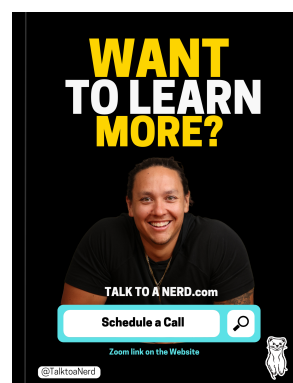 WANT
TO LEARN
MORE?
TALK TO A NERD.com
Schedule a Call
Zoom link on the Website
@TalktoaNerd